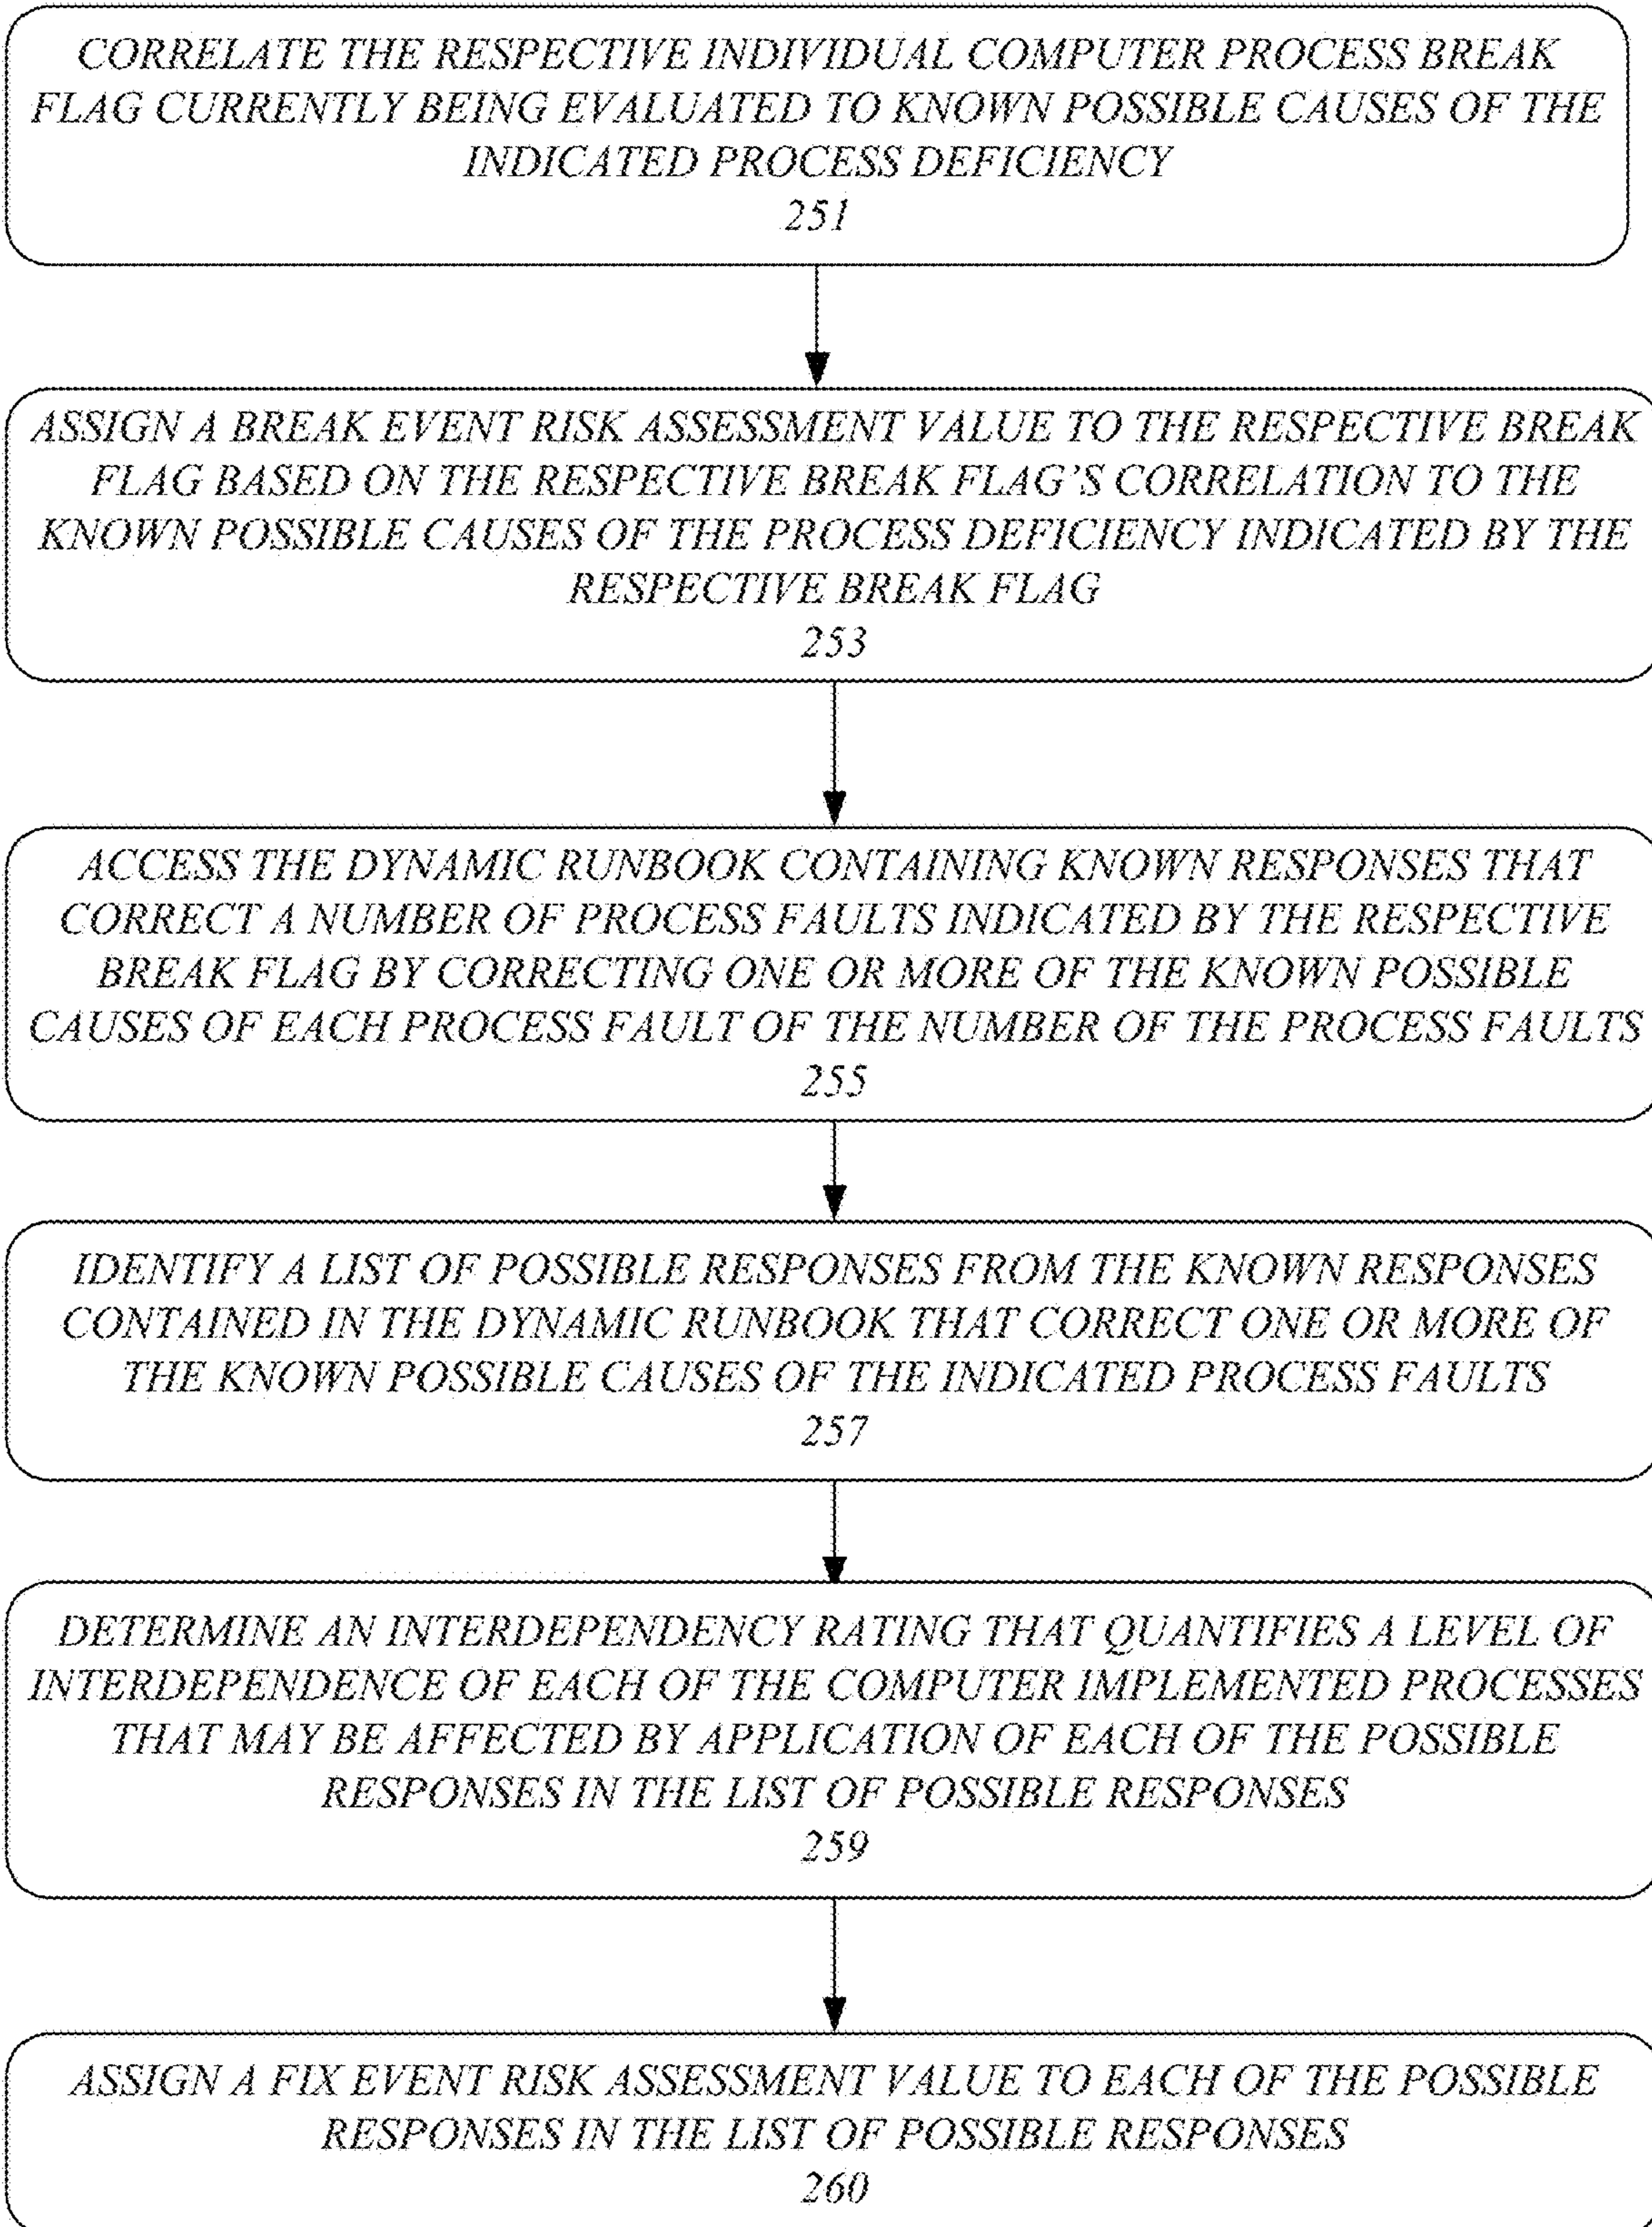 CORRELATE THE RESPECTIVE INDIVIDUAL COMPUTER PROCESS BREAK
FLAG CURRENTLY BEING EVALUATED TO KNOWN POSSIBLE CAUSES OF THE
INDICATED PROCESS DEFICIENCY
251
ASSIGN A BREAK EVENT RISK ASSESSMENT VALUE TO THE RESPECTIVE BREAK
FLAG BASED ON THE RESPECTIVE BREAK FLAG'S CORRELATION TO THE
KNOWN POSSIBLE CAUSES OF THE PROCESS DEFICIENCY INDICATED BY THE
RESPECTIVE BREAK FLAG
253
ACCESS THE DYNAMIC RUNBOOK CONTAINING KNOWN RESPONSES THAT
CORRECT A NUMBER OF PROCESS FAULTS INDICATED BY THE RESPECTIVE
BREAK FLAG BY CORRECTING ONE OR MORE OF THE KNOWN POSSIBLE
CAUSES OF EACH PROCESS FAULT OF THE NUMBER OF THE PROCESS FAULTS
255
IDENTIFY A LIST OF POSSIBLE RESPONSES FROM THE KNOWN RESPONSES
CONTAINED IN THE DYNAMIC RUNBOOK THAT CORRECT ONE OR MORE OF
THE KNOWN POSSIBLE CAUSES OF THE INDICATED PROCESS FAULTS
257
DETERMINE AN INTERDEPENDENCY RATING THAT QUANTIFIES A LEVEL OF
INTERDEPENDENCE OF EACH OF THE COMPUTER IMPLEMENTED PROCESSES
THAT MAY BE AFFECTED BY APPLICATION OF EACH OF THE POSSIBLE
RESPONSES IN THE LIST OF POSSIBLE RESPONSES
259
ASSIGN A FIX EVENT RISK ASSESSMENT VALUE TO EACH OF THE POSSIBLE
RESPONSES IN THE LIST OF POSSIBLE RESPONSES
260